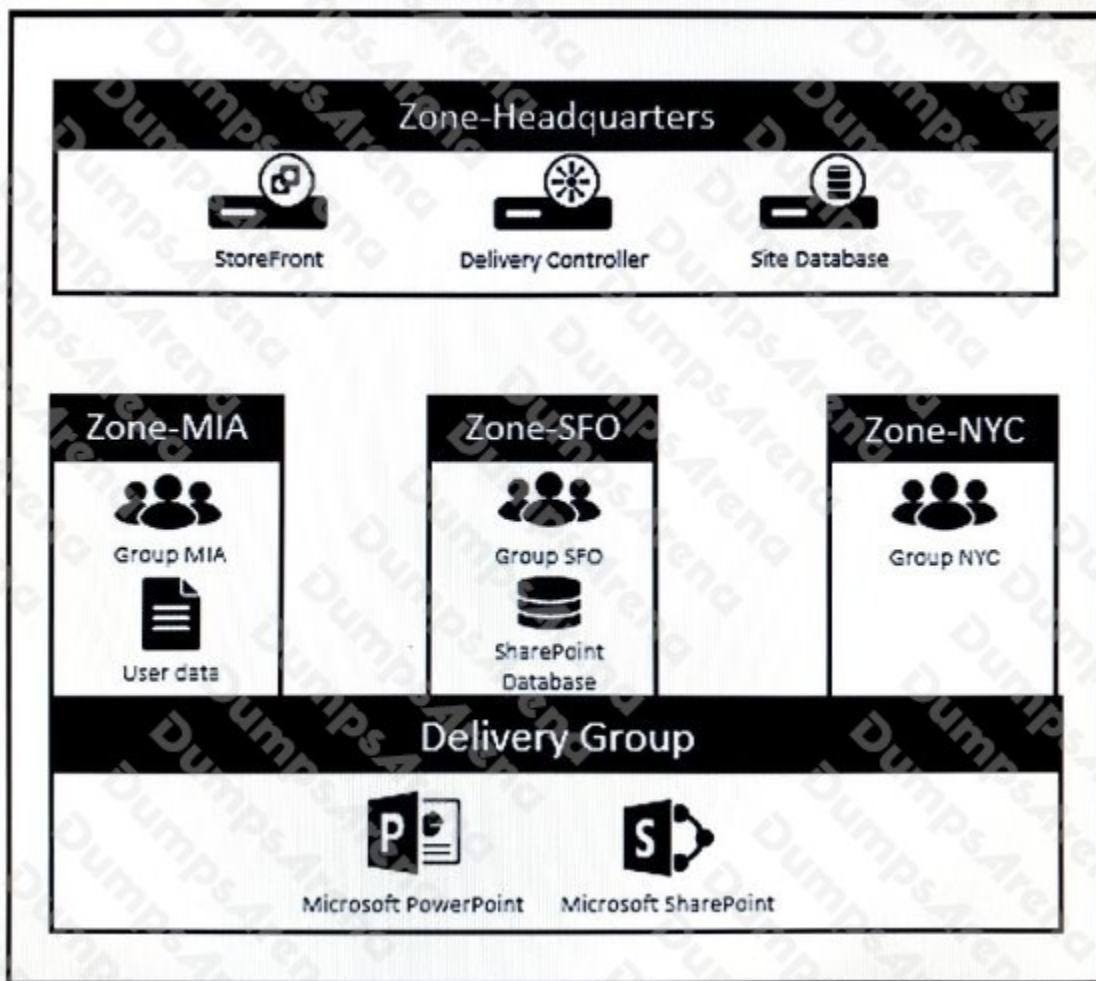 Zone-Headquarters
StoreFront
Delivery Controller
Site Database
Zone-MIA
Group MIA
User data
Zone-SFO
Group SFO
SharePoint
Database
Zone-NYC
Group NYC
Delivery Group
P
Microsoft PowerPoint
S
Microsoft SharePoint
DumpsArena